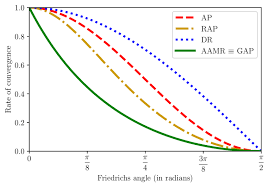 1.0
0.8
0.6
0.4
0.2
0.0
Rate of convergence
AP
RAP
DR
AAMR ≡ GAP
0
π/8
π/4
3π/8
π/2
Friedrichs angle (in radians)